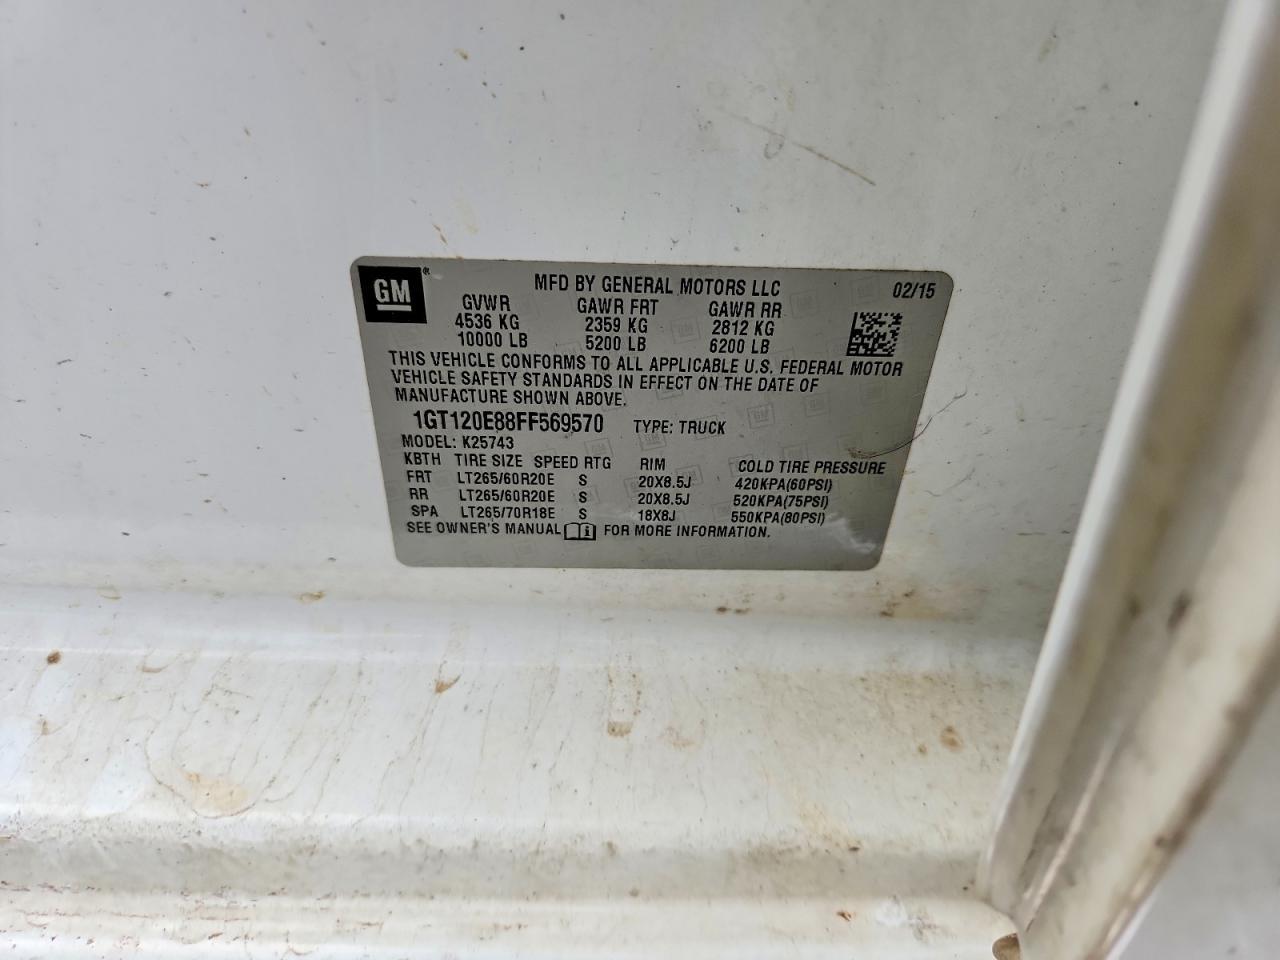 GM®
MFD BY GENERAL MOTORS LLC 02/15
GVWR GAWR FRT GAWR RR
4536 KG 2359 KG 2812 KG
10000 LB 5200 LB 6200 LB
THIS VEHICLE CONFORMS TO ALL APPLICABLE U.S. FEDERAL MOTOR
VEHICLE SAFETY STANDARDS IN EFFECT ON THE DATE OF
MANUFACTURE SHOWN ABOVE.
1GT120E88FF569570 TYPE: TRUCK
MODEL: K25743
KBTH TIRE SIZE SPEED RTG RIM COLD TIRE PRESSURE
FRT LT265/60R20E S 20X8.5J 420KPA(60PSI)
RR LT265/60R20E S 20X8.5J 520KPA(75PSI)
SPA LT265/70R18E S 18X8J 550KPA(80PSI)
SEE OWNER'S MANUAL FOR MORE INFORMATION.